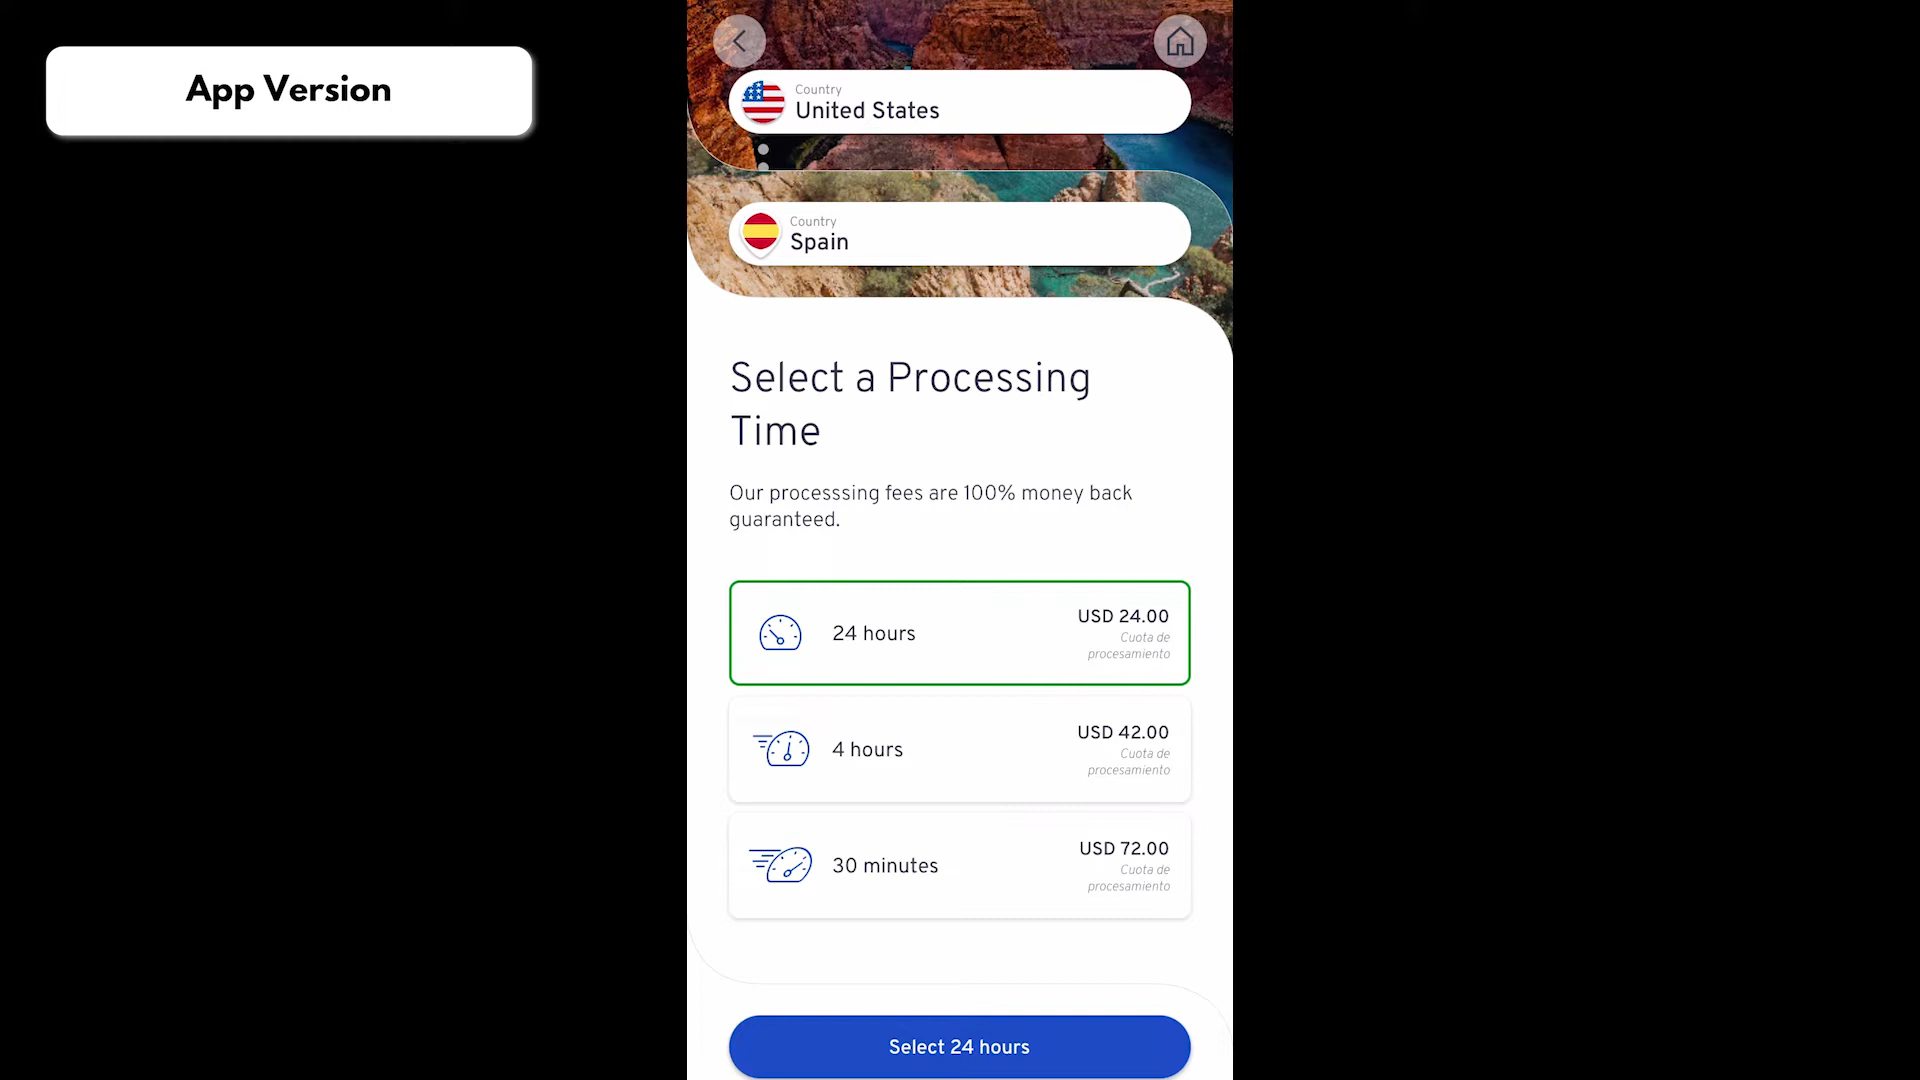 App Version
Country
United States
Country
Spain
Select a Processing
Time
Our processsing fees are 100% money back
guaranteed.
24 hours
USD 24.00
Cuota de
procesamiento
4 hours
USD 42.00
Cuota de
procesamiento
30 minutes
USD 72.00
Cuota de
procesamiento
Select 24 hours